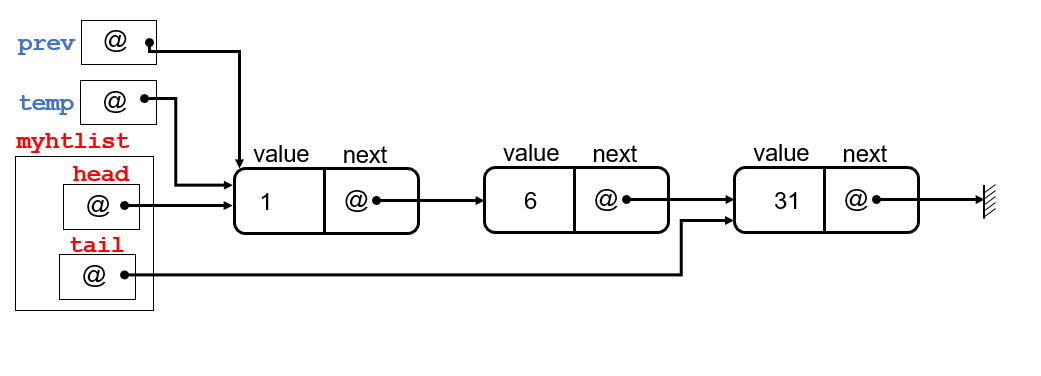 prev @
temp @
myhtlist
head
@
tail
@
value next
1 @
value next
6 @
value next
31 @